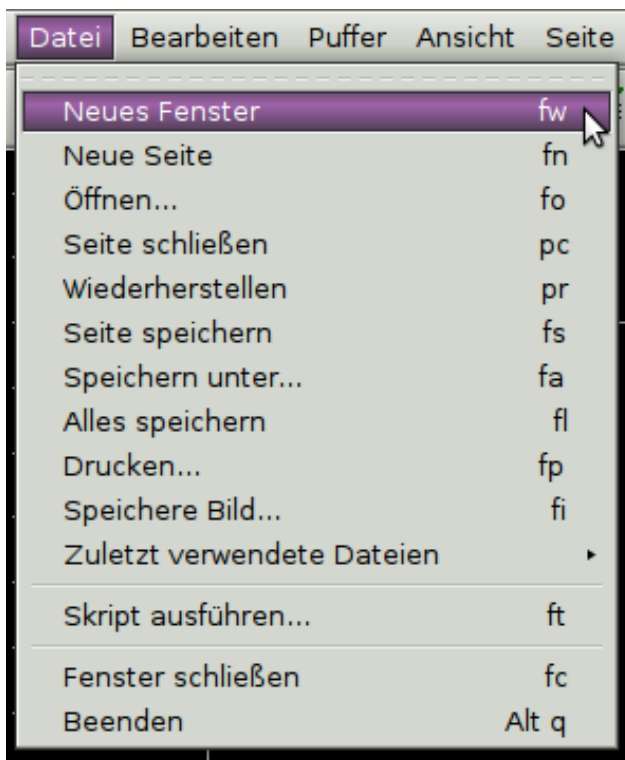 Datei Bearbeiten Puffer Ansicht Seite
Neues Fenster fw
Neue Seite fn
Öffnen... fo
Seite schließen pc
Wiederherstellen pr
Seite speichern fs
Speichern unter... fa
Alles speichern fl
Drucken... fp
Speichere Bild... fi
Zuletzt verwendete Dateien
Skript ausführen... ft
Fenster schließen fc
Beenden Alt q